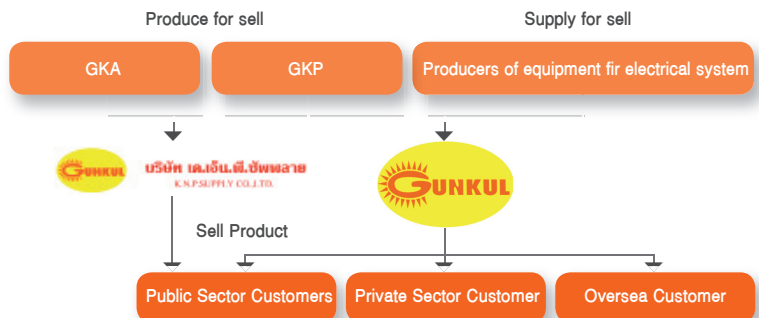 Produce for sell
Supply for sell
GKA
GKP
Producers of equipment fir electrical system
GUNKUL
บริษัท เค.เอ็น.พี.ซัพพลาย
K.N.P.SUPPLY CO.,LTD.
GUNKUL
Sell Product
Public Sector Customers
Private Sector Customer
Oversea Customer